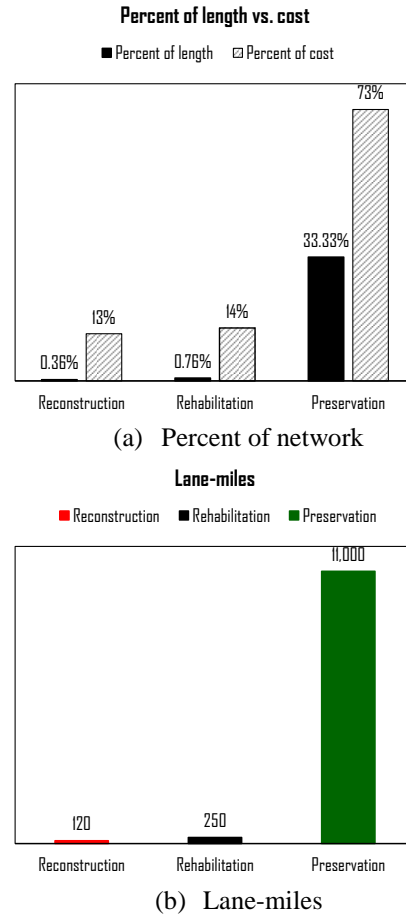 Percent of length vs. cost
Percent of length Percent of cost
73%
33.33%
13% 14%
0.36% 0.76%
Reconstruction Rehabilitation Preservation
(a) Percent of network
Lane-miles
Reconstruction Rehabilitation Preservation
11,000
120 250
Reconstruction Rehabilitation Preservation
(b) Lane-miles